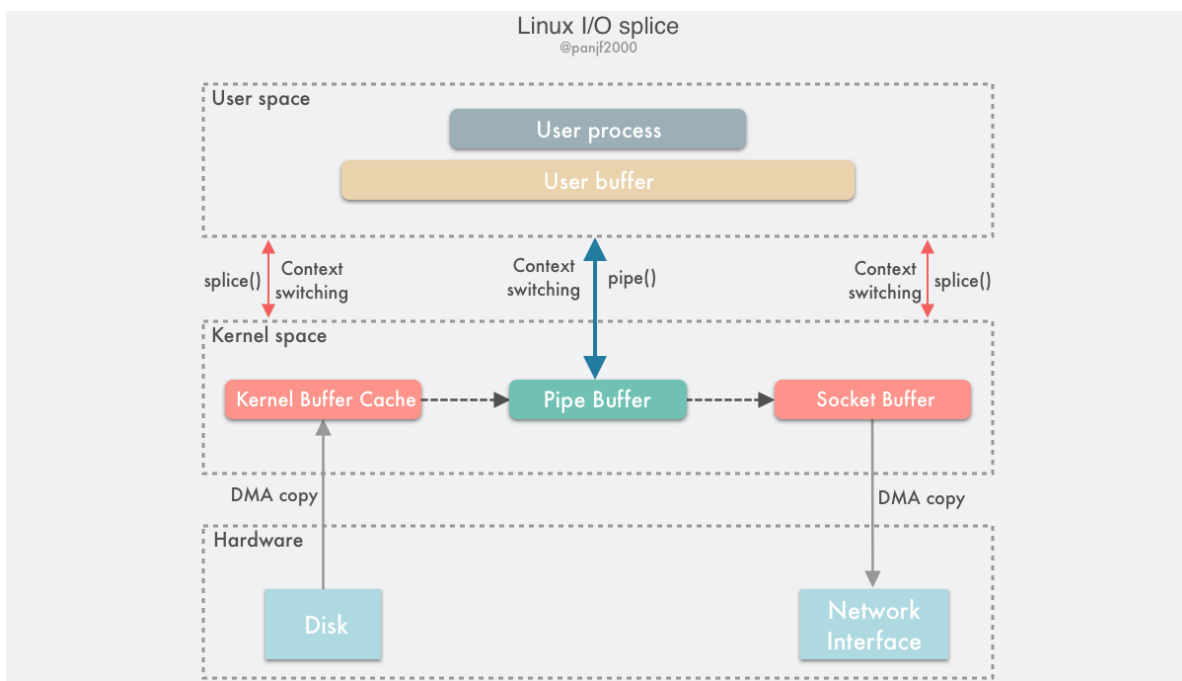 Linux I/O splice
@panjf2000
User space
User process
User buffer
splice()
Context
switching
Context
switching
pipe()
Context
switching
splice()
Kernel space
Kernel Buffer Cache
Pipe Buffer
Socket Buffer
DMA copy
DMA copy
Hardware
Disk
Network
Interface